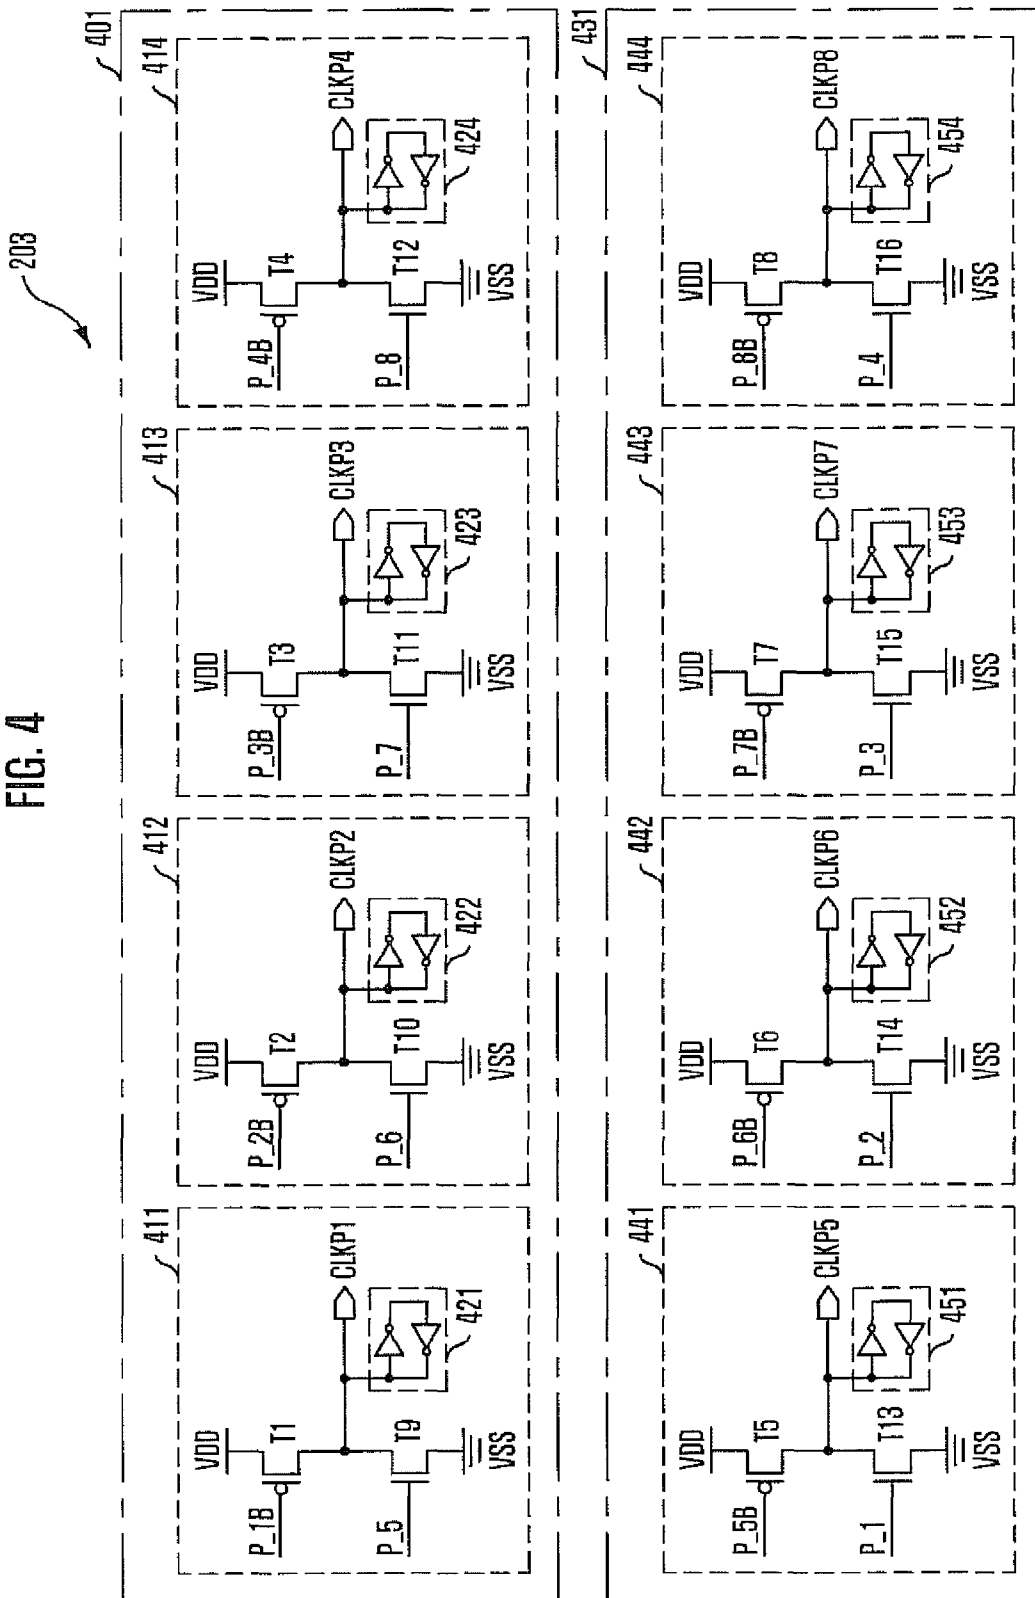 FIG. 4
203
401
411
VDD
P_1B
T1
CLKP1
P_5
T9
421
VSS
412
VDD
P_2B
T2
CLKP2
P_6
T10
422
VSS
413
VDD
P_3B
T3
CLKP3
P_7
T11
423
VSS
414
VDD
P_4B
T4
CLKP4
P_8
T12
424
VSS
431
441
VDD
P_5B
T5
CLKP5
P_1
T13
451
VSS
442
VDD
P_6B
T6
CLKP6
P_2
T14
452
VSS
443
VDD
P_7B
T7
CLKP7
P_3
T15
453
VSS
444
VDD
P_8B
T8
CLKP8
P_4
T16
454
VSS